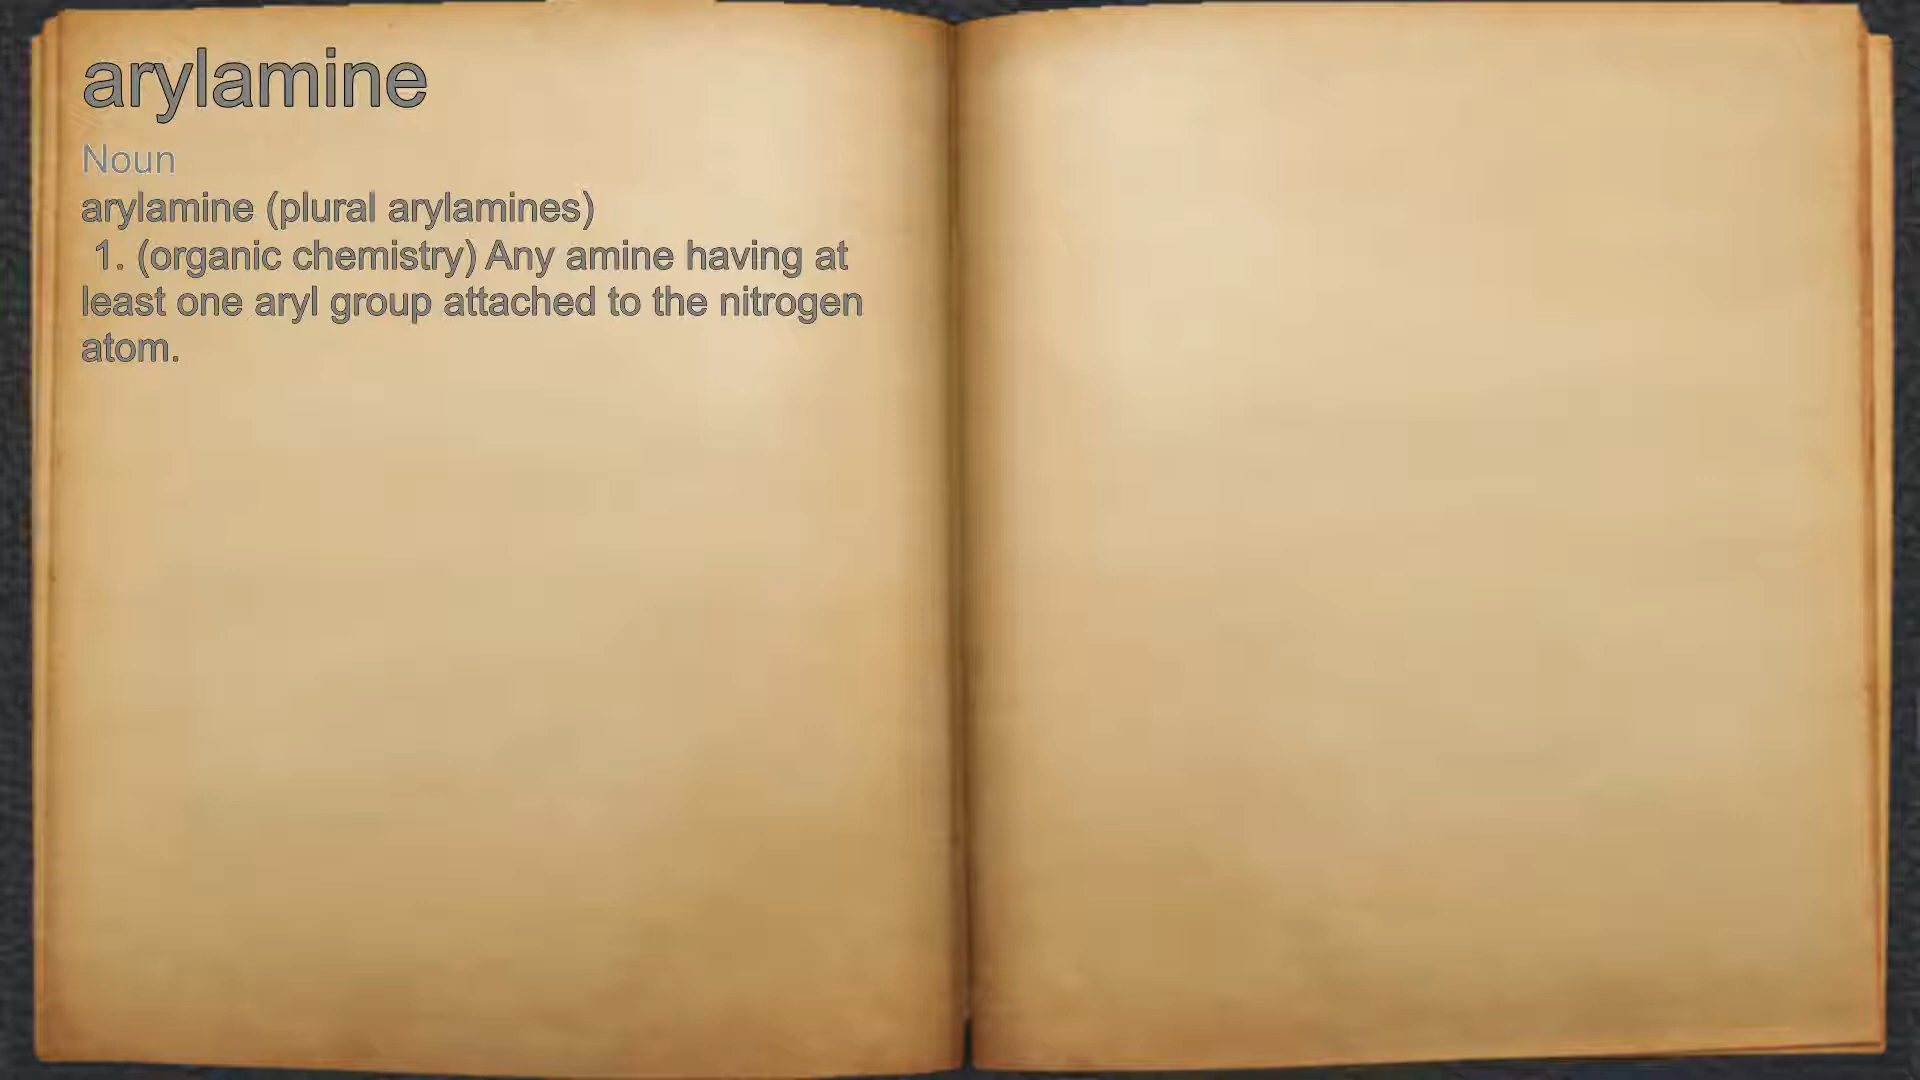 arylamine
Noun
arylamine (plural arylamines)
1. (organic chemistry) Any amine having at
least one aryl group attached to the nitrogen
atom.